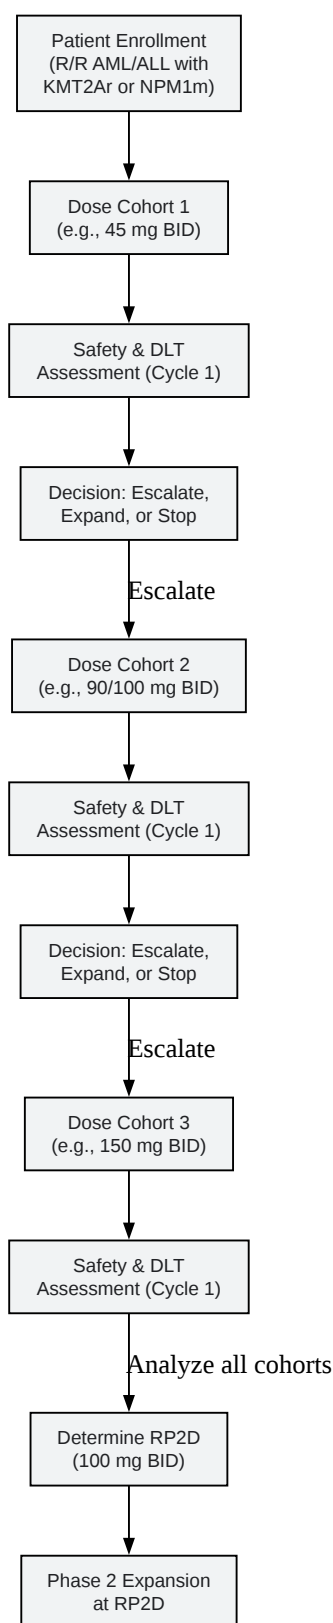 Patient Enrollment
(R/R AML/ALL with
KMT2Ar or NPM1m)
Dose Cohort 1
(e.g., 45 mg BID)
Safety & DLT
Assessment (Cycle 1)
Decision: Escalate,
Expand, or Stop
Escalate
Dose Cohort 2
(e.g., 90/100 mg BID)
Safety & DLT
Assessment (Cycle 1)
Decision: Escalate,
Expand, or Stop
Escalate
Dose Cohort 3
(e.g., 150 mg BID)
Safety & DLT
Assessment (Cycle 1)
Analyze all cohorts
Determine RP2D
(100 mg BID)
Phase 2 Expansion
at RP2D